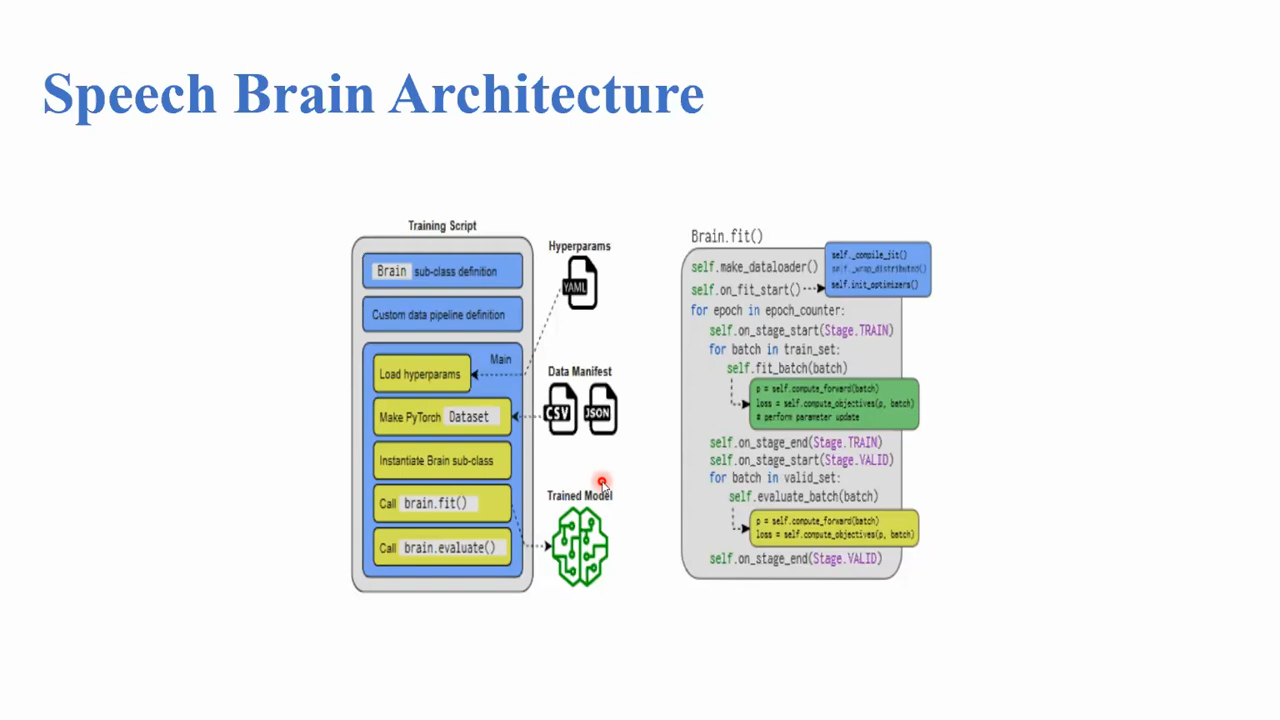 Speech Brain Architecture
Training Script
Brain sub-class definition
Custom data pipeline definition
Main
Load hyperparams
Make PyTorch Dataset
Instantiate Brain sub-class
Call brain.fit()
Call brain.evaluate()
Hyperparams
YAML
Data Manifest
CSV
JSON
Trained Model
Brain.fit()
self.make_dataloader()
self.on_fit_start()
self._compile_jit()
self._wrap_distributed()
self.init_optimizers()
for epoch in epoch_counter:
self.on_stage_start(Stage.TRAIN)
for batch in train_set:
self.fit_batch(batch)
p = self.compute_forward(batch)
loss = self.compute_objectives(p, batch)
# perform parameter update
self.on_stage_end(Stage.TRAIN)
self.on_stage_start(Stage.VALID)
for batch in valid_set:
self.evaluate_batch(batch)
p = self.compute_forward(batch)
loss = self.compute_objectives(p, batch)
self.on_stage_end(Stage.VALID)